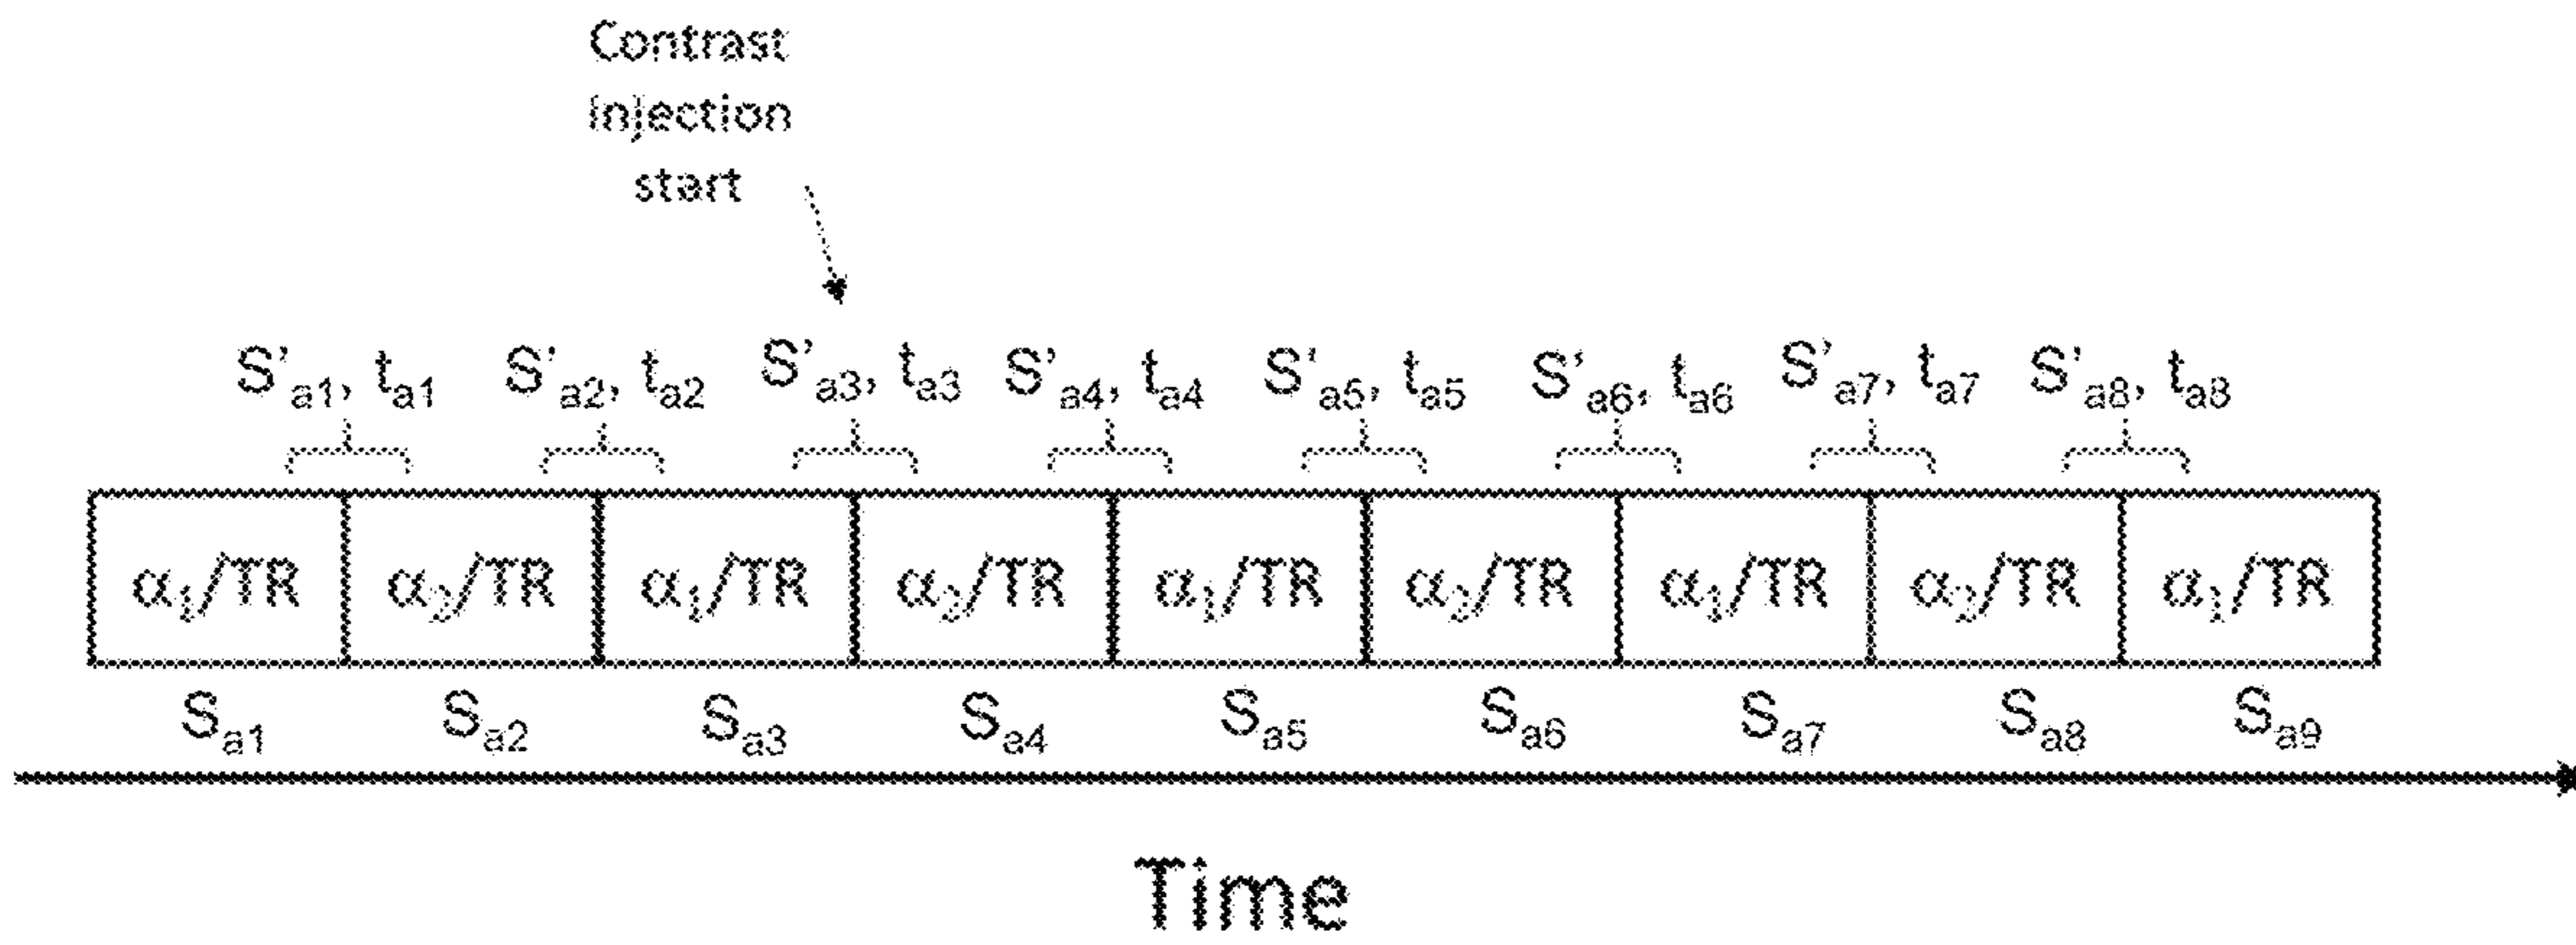 Contrast
injection
start
S'a1, ta1 S'a2, ta2 S'a3, ta3 S'a4, ta4 S'a5, ta5 S'a6, ta6 S'a7, ta7 S'a8, ta8
α1/TR α2/TR α1/TR α2/TR α1/TR α2/TR α1/TR α2/TR α1/TR
Sa1 Sa2 Sa3 Sa4 Sa5 Sa6 Sa7 Sa8 Sa9
Time